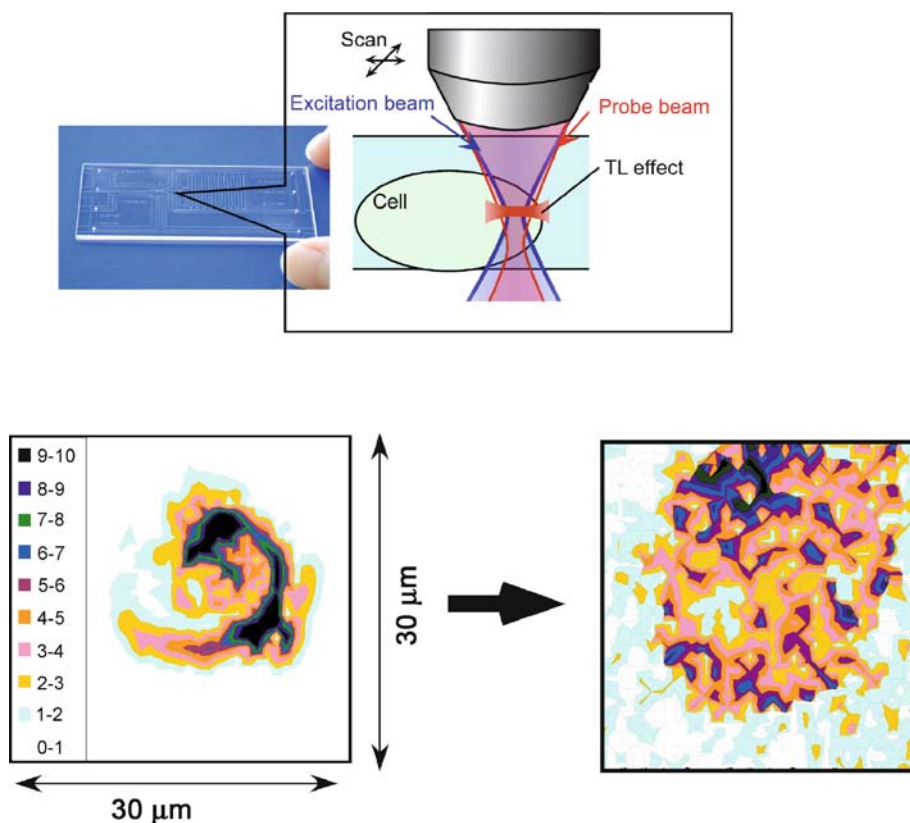 Scan
Excitation beam
Probe beam
TL effect
Cell
9-10
8-9
7-8
6-7
5-6
4-5
3-4
2-3
1-2
0-1
30 μm
30 μm